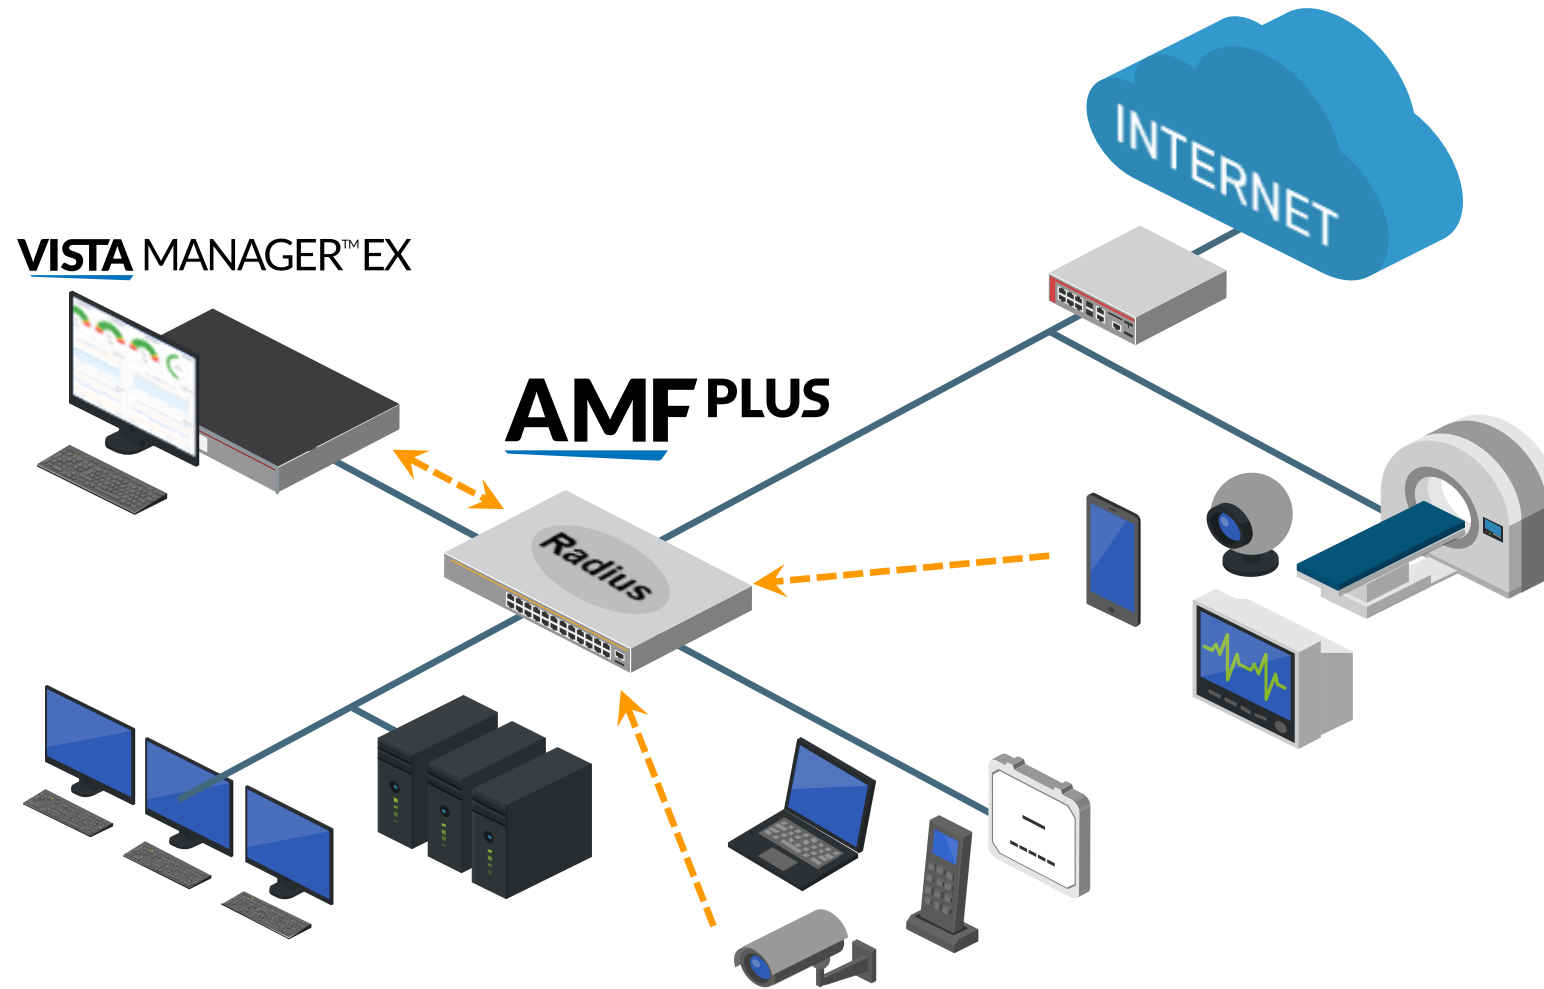 INTERNET
VISTA MANAGER™ EX
AMF PLUS
Radius